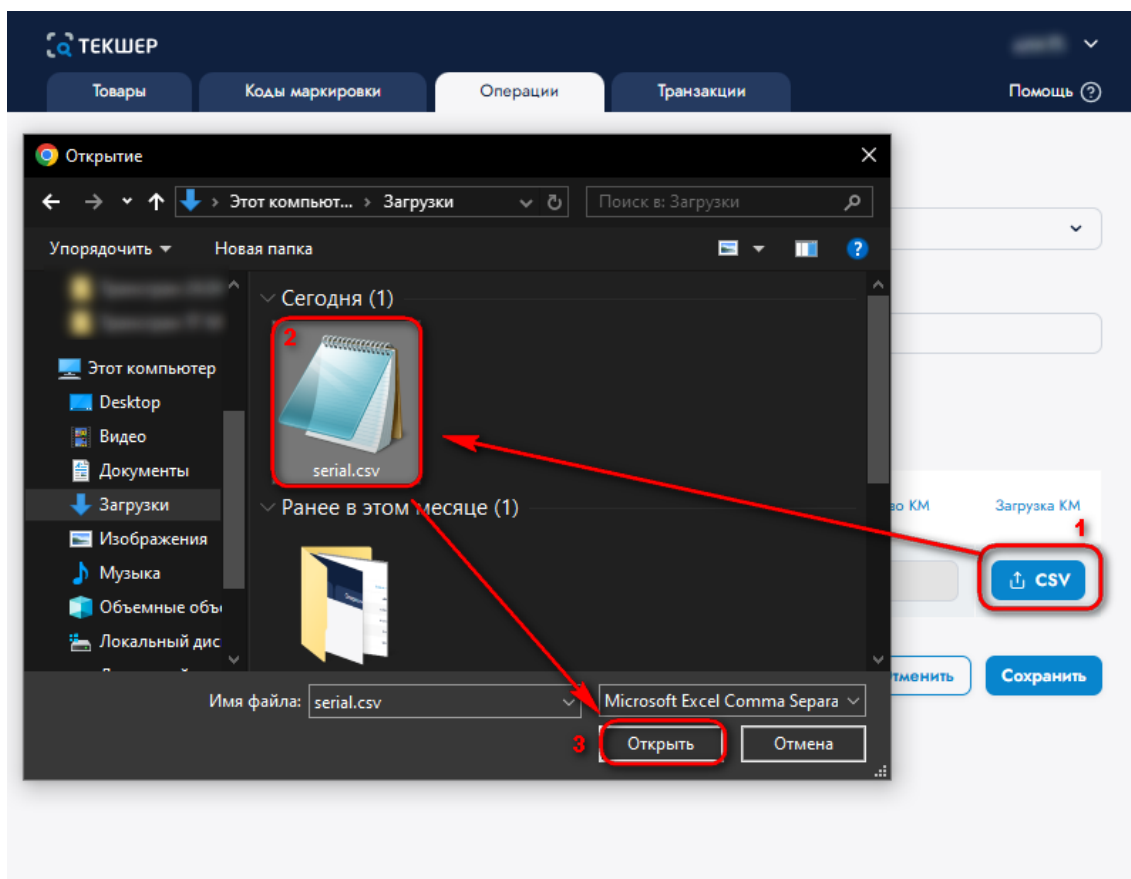 ТЕКШЕР
Товары
Коды маркировки
Операции
Транзакции
Помощь
Открытие
Этот компьют... › Загрузки
Поиск в: Загрузки
Упорядочить
Новая папка
Сегодня (1)
2
serial.csv
Ранее в этом месяце (1)
Этот компьютер
Desktop
Видео
Документы
Загрузки
Изображения
Музыка
Объемные объ
Локальный дис
во КМ
Загрузка КМ
1
CSV
тменить
Сохранить
Имя файла: serial.csv
Microsoft Excel Comma Separa
3
Открыть
Отмена